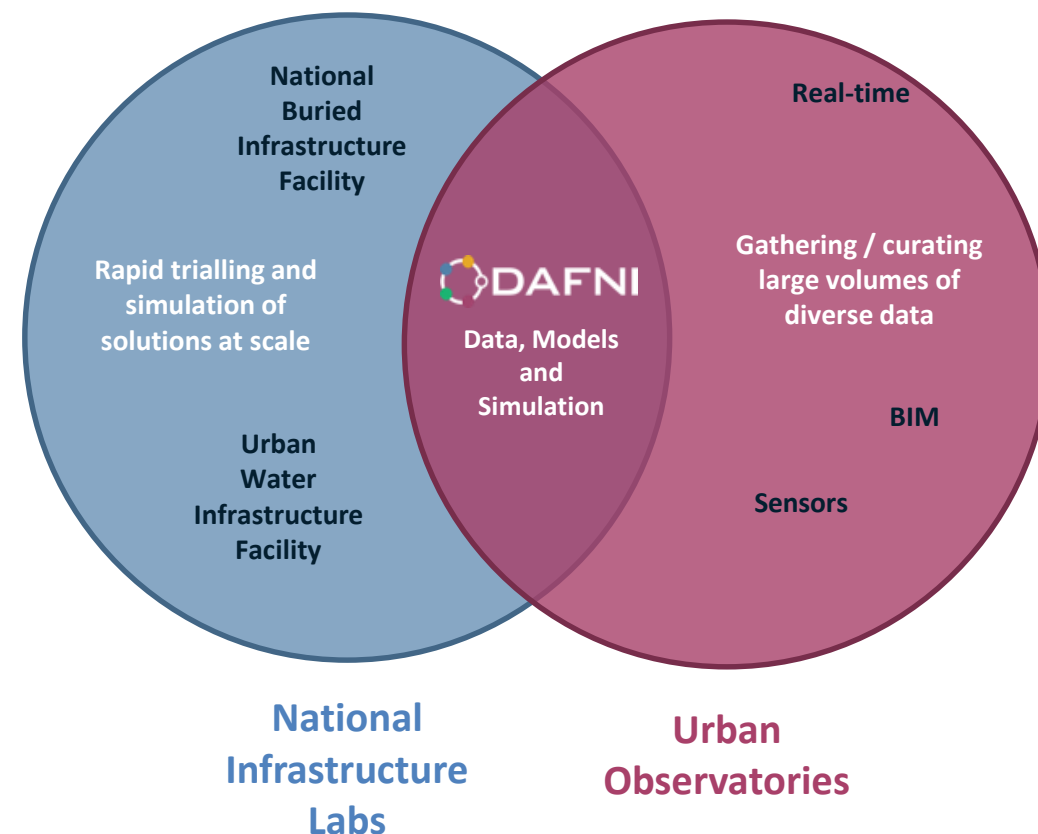 National
Buried
Infrastructure
Facility
Rapid trialling and
simulation of
solutions at scale
Urban
Water
Infrastructure
Facility
DAFNI
Data, Models
and
Simulation
Real-time
Gathering / curating
large volumes of
diverse data
BIM
Sensors
National
Infrastructure
Labs
Urban
Observatories